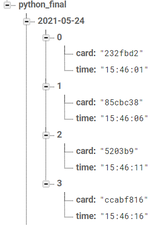 python_final
2021-05-24
0
card: "232fbd2"
time: "15:46:01"
1
card: "85cbc38"
time: "15:46:06"
2
card: "5203b9"
time: "15:46:11"
3
card: "ccabf816"
time: "15:46:16"